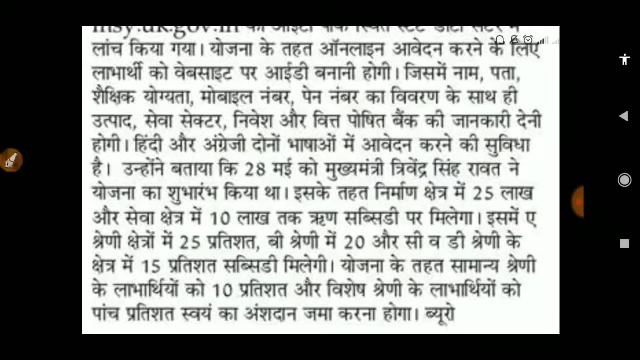 msy.uk.gov.in को आईटी पार्क स्थित स्टेट डाटा सेंटर में
लांच किया गया। योजना के तहत ऑनलाइन आवेदन करने के लिए
लाभार्थी को वेबसाइट पर आईडी बनानी होगी। जिसमें नाम, पता,
शैक्षिक योग्यता, मोबाइल नंबर, पेन नंबर का विवरण के साथ ही
उत्पाद, सेवा सेक्टर, निवेश और वित्त पोषित बैंक की जानकारी देनी
होगी। हिंदी और अंग्रेजी दोनों भाषाओं में आवेदन करने की सुविधा
है। उन्होंने बताया कि 28 मई को मुख्यमंत्री त्रिवेंद्र सिंह रावत ने
योजना का शुभारंभ किया था। इसके तहत निर्माण क्षेत्र में 25 लाख
और सेवा क्षेत्र में 10 लाख तक ऋण सब्सिडी पर मिलेगा। इसमें ए
श्रेणी क्षेत्रों में 25 प्रतिशत, बी श्रेणी में 20 और सी व डी श्रेणी के
क्षेत्र में 15 प्रतिशत सब्सिडी मिलेगी। योजना के तहत सामान्य श्रेणी
के लाभार्थियों को 10 प्रतिशत और विशेष श्रेणी के लाभार्थियों को
पांच प्रतिशत स्वयं का अंशदान जमा करना होगा। ब्यूरो